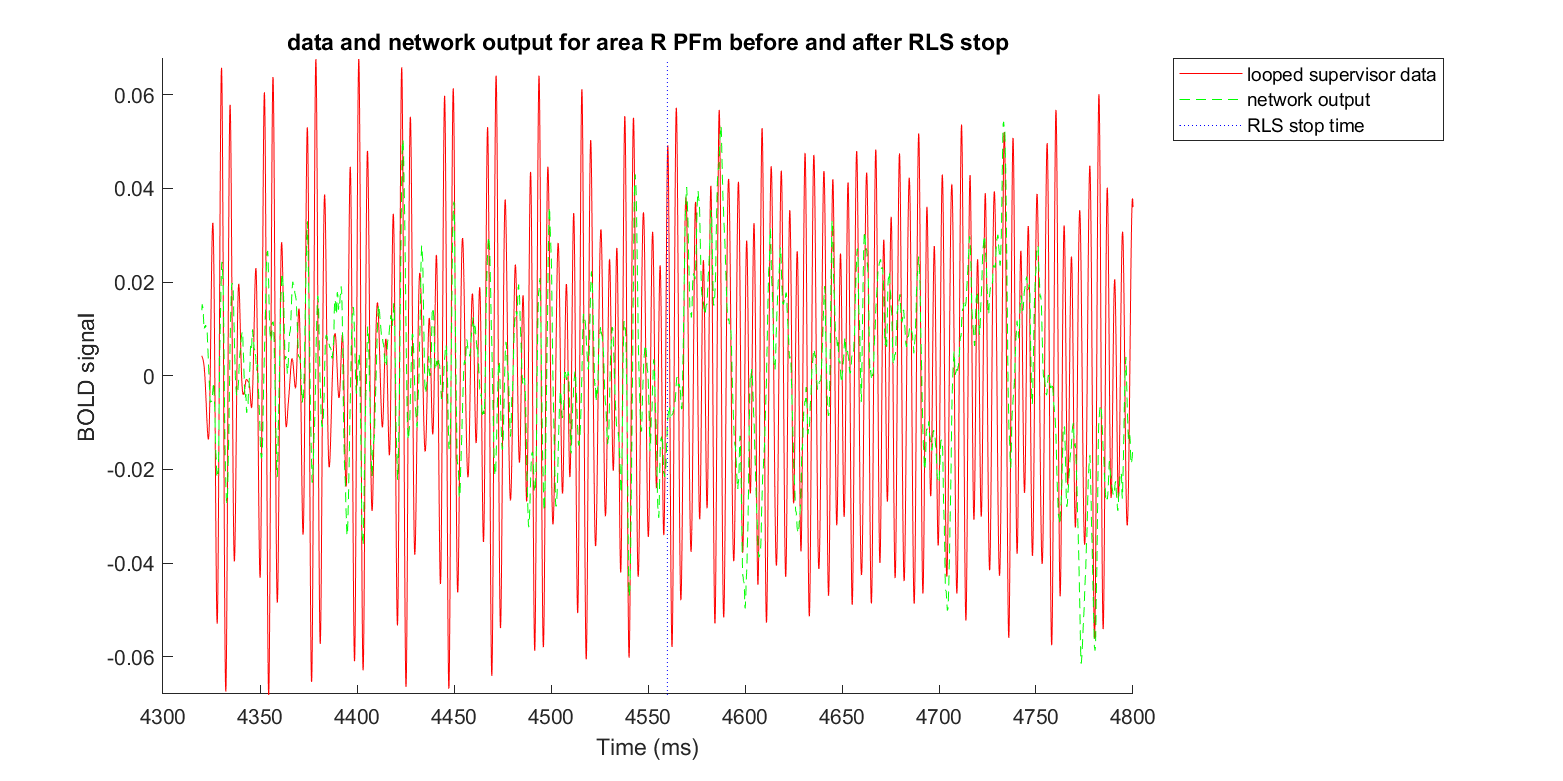 data and network output for area R PFm before and after RLS stop
looped supervisor data
network output
RLS stop time
BOLD signal
0.06
0.04
0.02
0
-0.02
-0.04
-0.06
4300 4350 4400 4450 4500 4550 4600 4650 4700 4750 4800
Time (ms)